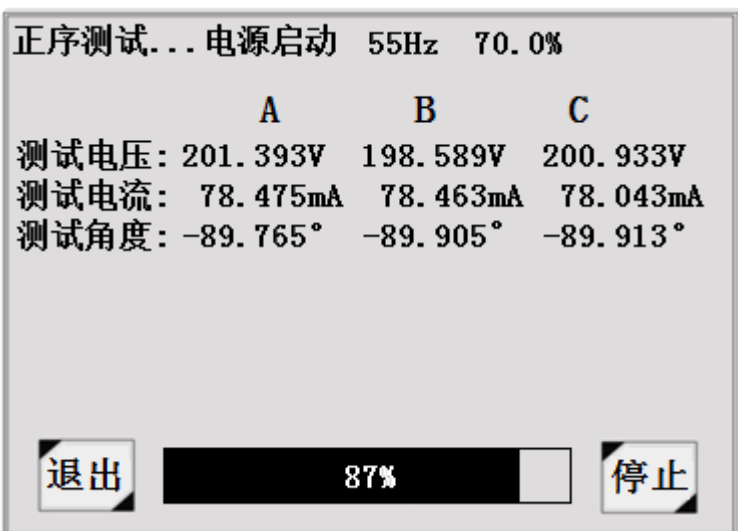 正序测试...电源启动 55Hz 70.0%
A B C
测试电压: 201.393V 198.589V 200.933V
测试电流: 78.475mA 78.463mA 78.043mA
测试角度: -89.765° -89.905° -89.913°
退出 87% 停止